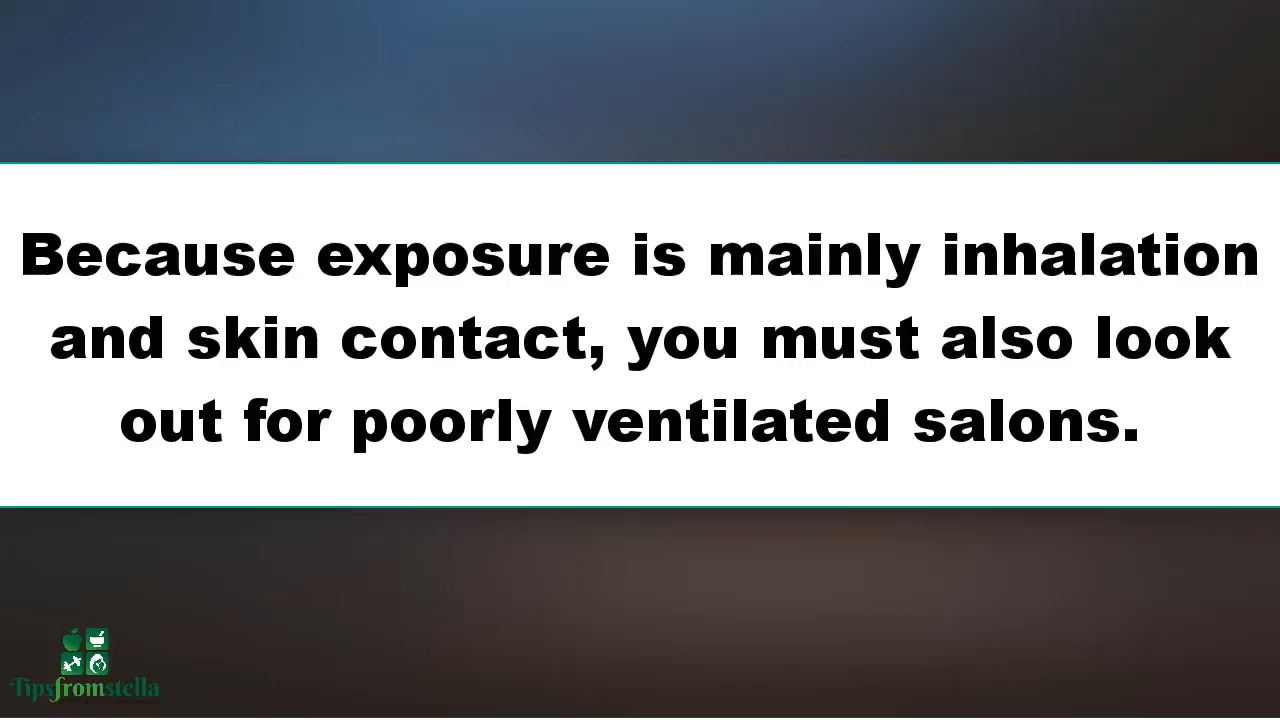 Because exposure is mainly inhalation
and skin contact, you must also look
out for poorly ventilated salons.
Tipsfromstella